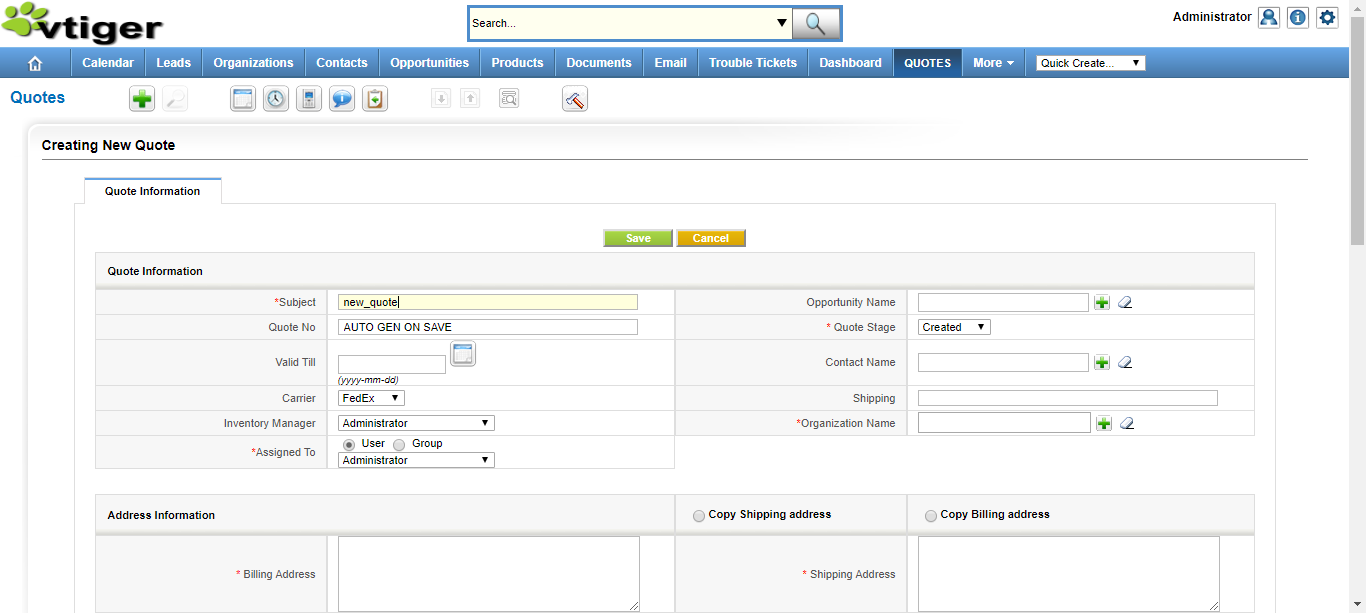 vtiger
Search...
Administrator
Calendar Leads Organizations Contacts Opportunities Products Documents Email Trouble Tickets Dashboard QUOTES More Quick Create...
Quotes
Creating New Quote
Quote Information
Save Cancel
Quote Information
*Subject new_quote Opportunity Name
Quote No AUTO GEN ON SAVE * Quote Stage Created
Valid Till Contact Name
(yyyy-mm-dd)
Carrier FedEx Shipping
Inventory Manager Administrator *Organization Name
*Assigned To User Group
Administrator
Address Information Copy Shipping address Copy Billing address
* Billing Address * Shipping Address